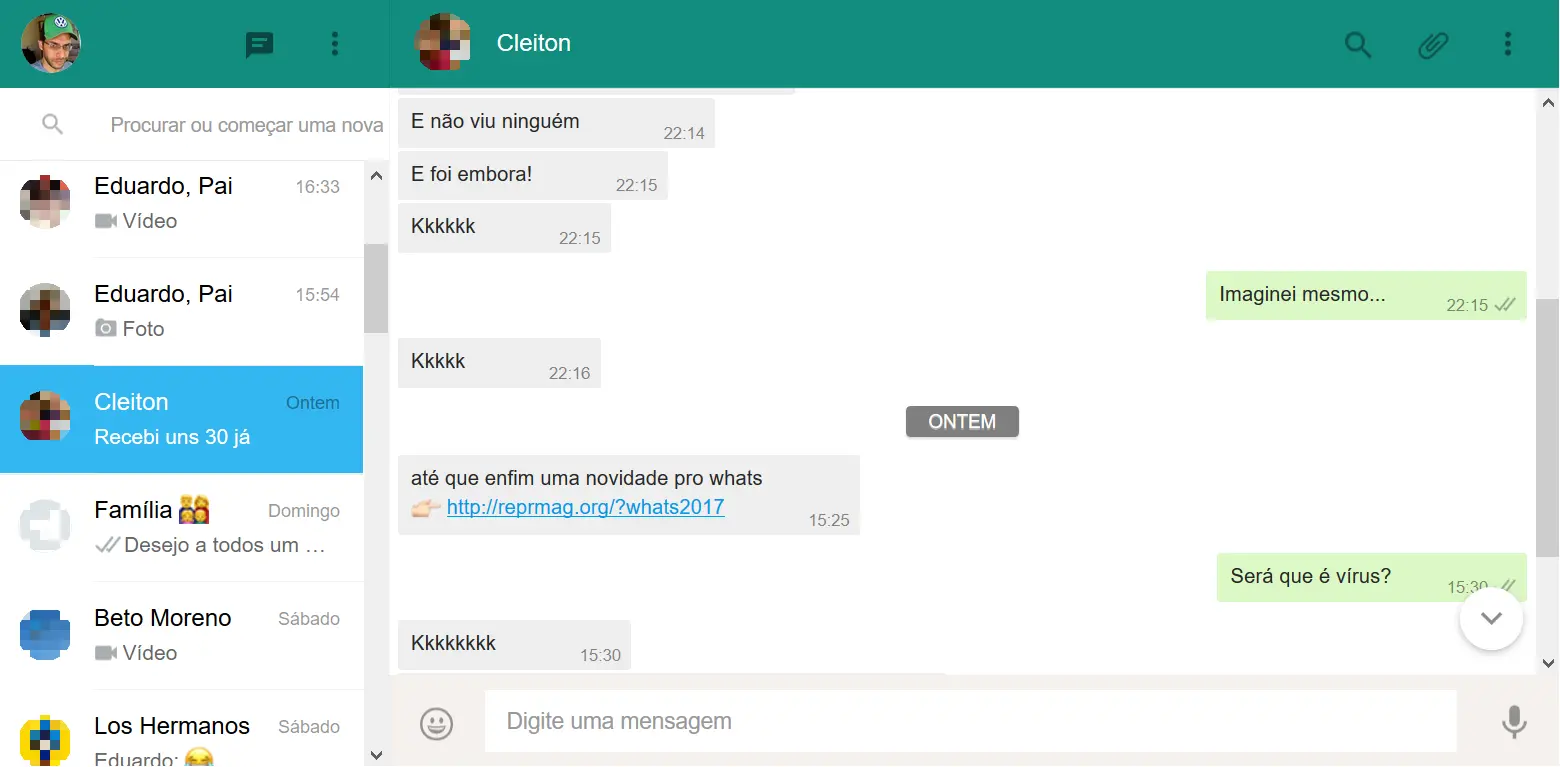 Procurar ou começar uma nova
Eduardo, Pai 16:33
Vídeo
Eduardo, Pai 15:54
Foto
Cleiton Ontem
Recebi uns 30 já
Família Domingo
Desejo a todos um …
Beto Moreno Sábado
Vídeo
Los Hermanos Sábado
Eduardo: 😂
Cleiton
E não viu ninguém 22:14
E foi embora! 22:15
Kkkkkk 22:15
Imaginei mesmo... 22:15
Kkkkk 22:16
ONTEM
até que enfim uma novidade pro whats
👉🏻 http://reprmag.org/?whats2017 15:25
Será que é vírus? 15:30
Kkkkkkkk 15:30
Digite uma mensagem